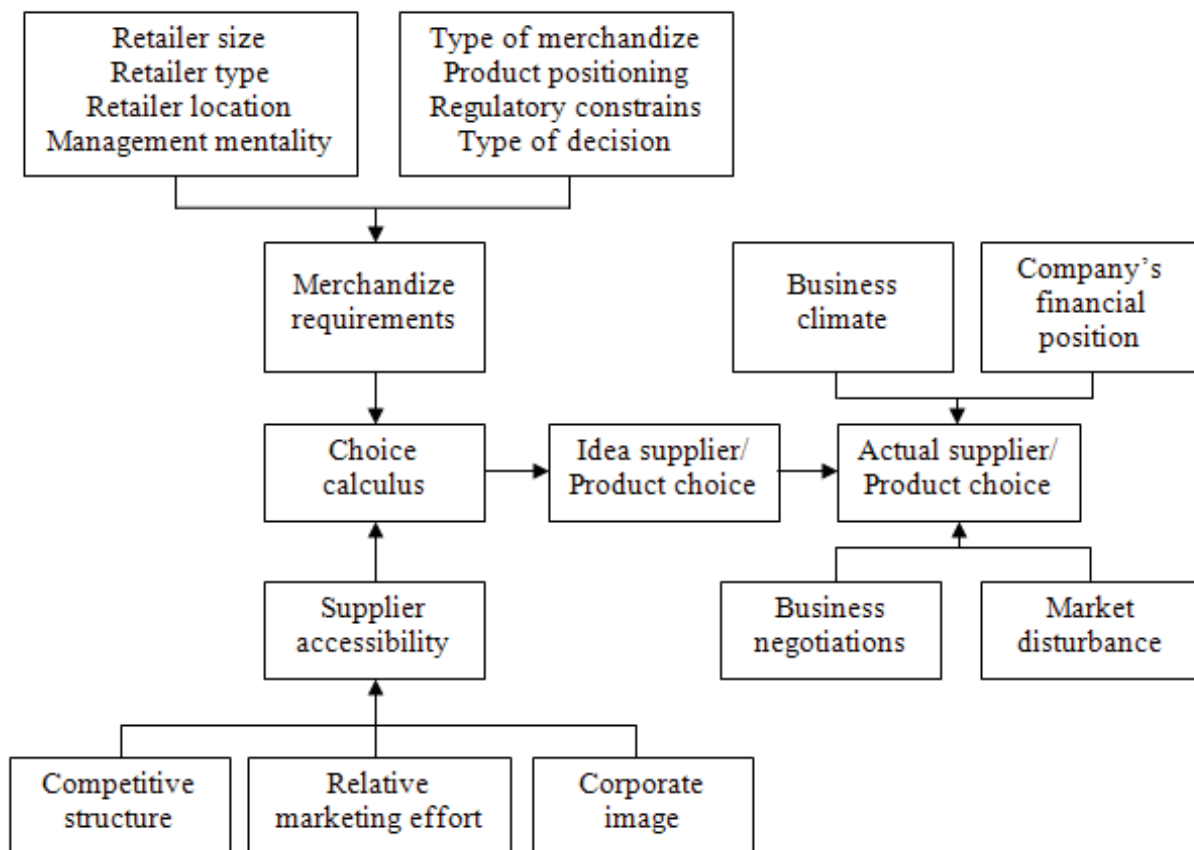 Retailer size
Retailer type
Retailer location
Management mentality
Type of merchandize
Product positioning
Regulatory constrains
Type of decision
Merchandize
requirements
Business
climate
Company’s
financial
position
Choice
calculus
Idea supplier/
Product choice
Actual supplier/
Product choice
Supplier
accessibility
Business
negotiations
Market
disturbance
Competitive
structure
Relative
marketing effort
Corporate
image